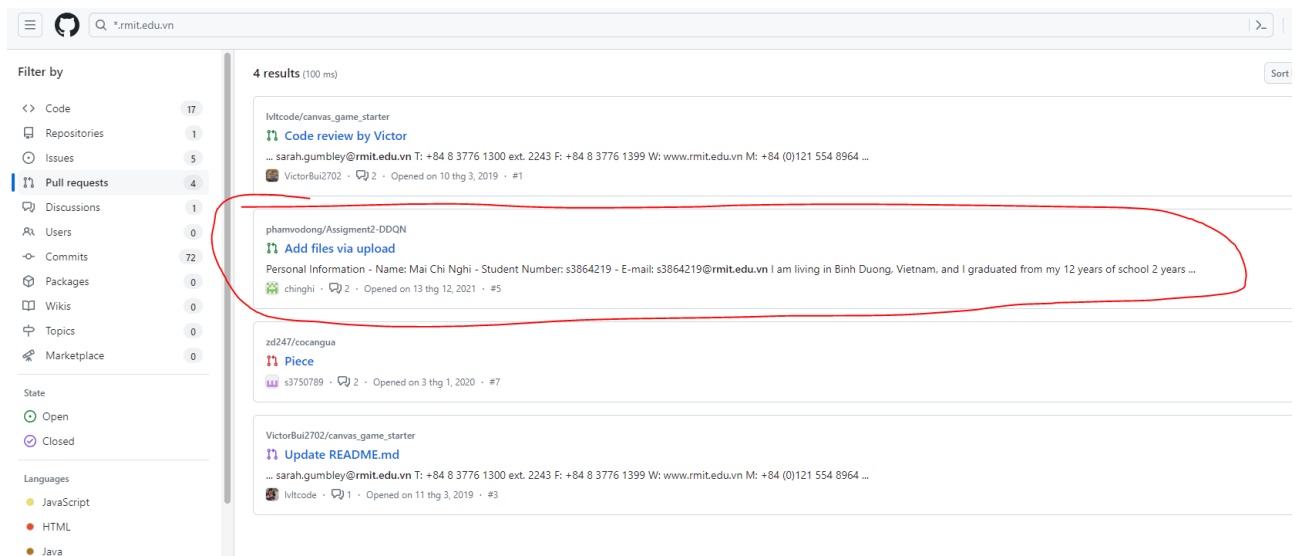 *.rmit.edu.vn
Filter by
Code 17
Repositories 1
Issues 5
Pull requests 4
Discussions 1
Users 0
Commits 72
Packages 0
Wikis 0
Topics 0
Marketplace 0
State
Open
Closed
Languages
JavaScript
HTML
Java
4 results (100 ms)
Sort
lvltcode/canvas_game_starter
Code review by Victor
... sarah.gumbley@rmit.edu.vn T: +84 8 3776 1300 ext. 2243 F: +84 8 3776 1399 W: www.rmit.edu.vn M: +84 (0)121 554 8964 ...
VictorBui2702 · 2 · Opened on 10 thg 3, 2019 · #1
phamvodong/Assigment2-DDQN
Add files via upload
Personal Information - Name: Mai Chi Nghi - Student Number: s3864219 - E-mail: s3864219@rmit.edu.vn I am living in Binh Duong, Vietnam, and I graduated from my 12 years of school 2 years ...
chinghi · 2 · Opened on 13 thg 12, 2021 · #5
zd247/cocangua
Piece
s3750789 · 2 · Opened on 3 thg 1, 2020 · #7
VictorBui2702/canvas_game_starter
Update README.md
... sarah.gumbley@rmit.edu.vn T: +84 8 3776 1300 ext. 2243 F: +84 8 3776 1399 W: www.rmit.edu.vn M: +84 (0)121 554 8964 ...
lvltcode · 1 · Opened on 11 thg 3, 2019 · #3